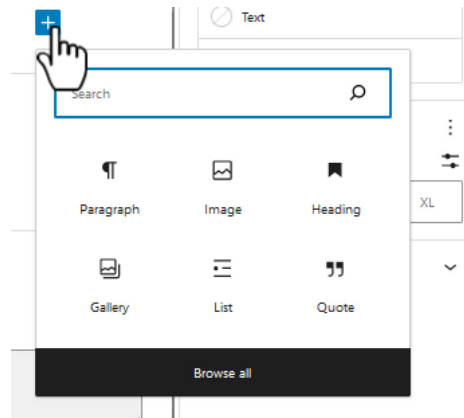 Text
Search
XL
Paragraph Image Heading
Gallery List Quote
Browse all